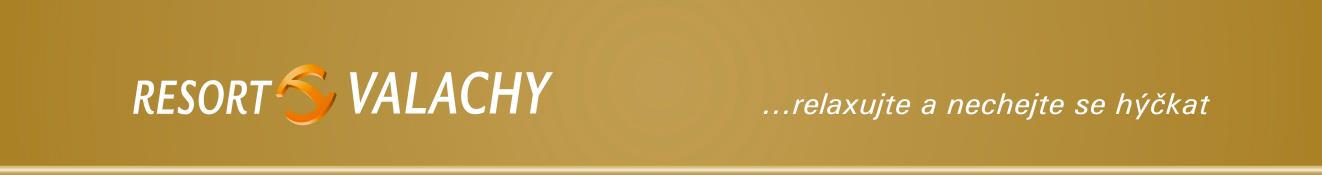 RESORT VALACHY
...relaxujte a nechejte se hýčkat